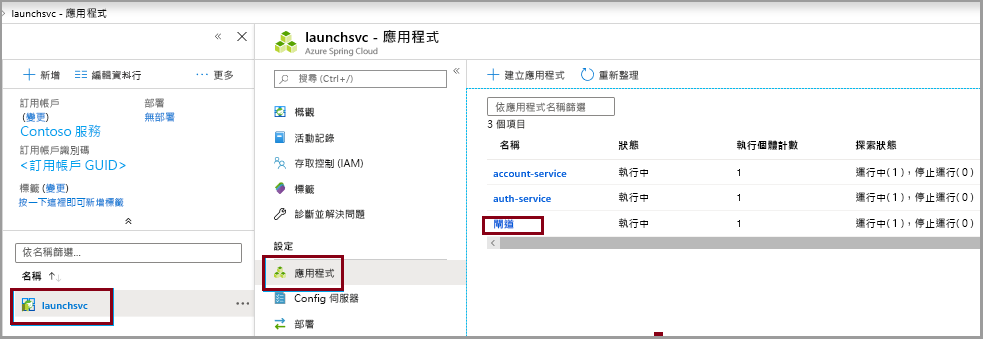 launchsvc - 應用程式
新增
編輯資料行
更多
訂用帳戶
(變更)
Contoso 服務
部署
無部署
訂用帳戶識別碼
<訂用帳戶 GUID>
標籤 (變更)
按一下這裡即可新增標籤
依名稱篩選...
名稱
launchsvc
launchsvc - 應用程式
Azure Spring Cloud
搜尋 (Ctrl+/)
概觀
活動記錄
存取控制 (IAM)
標籤
診斷並解決問題
設定
應用程式
Config 伺服器
部署
建立應用程式
重新整理
依應用程式名稱篩選
3 個項目
名稱 狀態 執行個體計數 探索狀態
account-service 執行中 1 運行中(1),停止運行(0)
auth-service 執行中 1 運行中(1),停止運行(0)
閘道 執行中 1 運行中(1),停止運行(0)